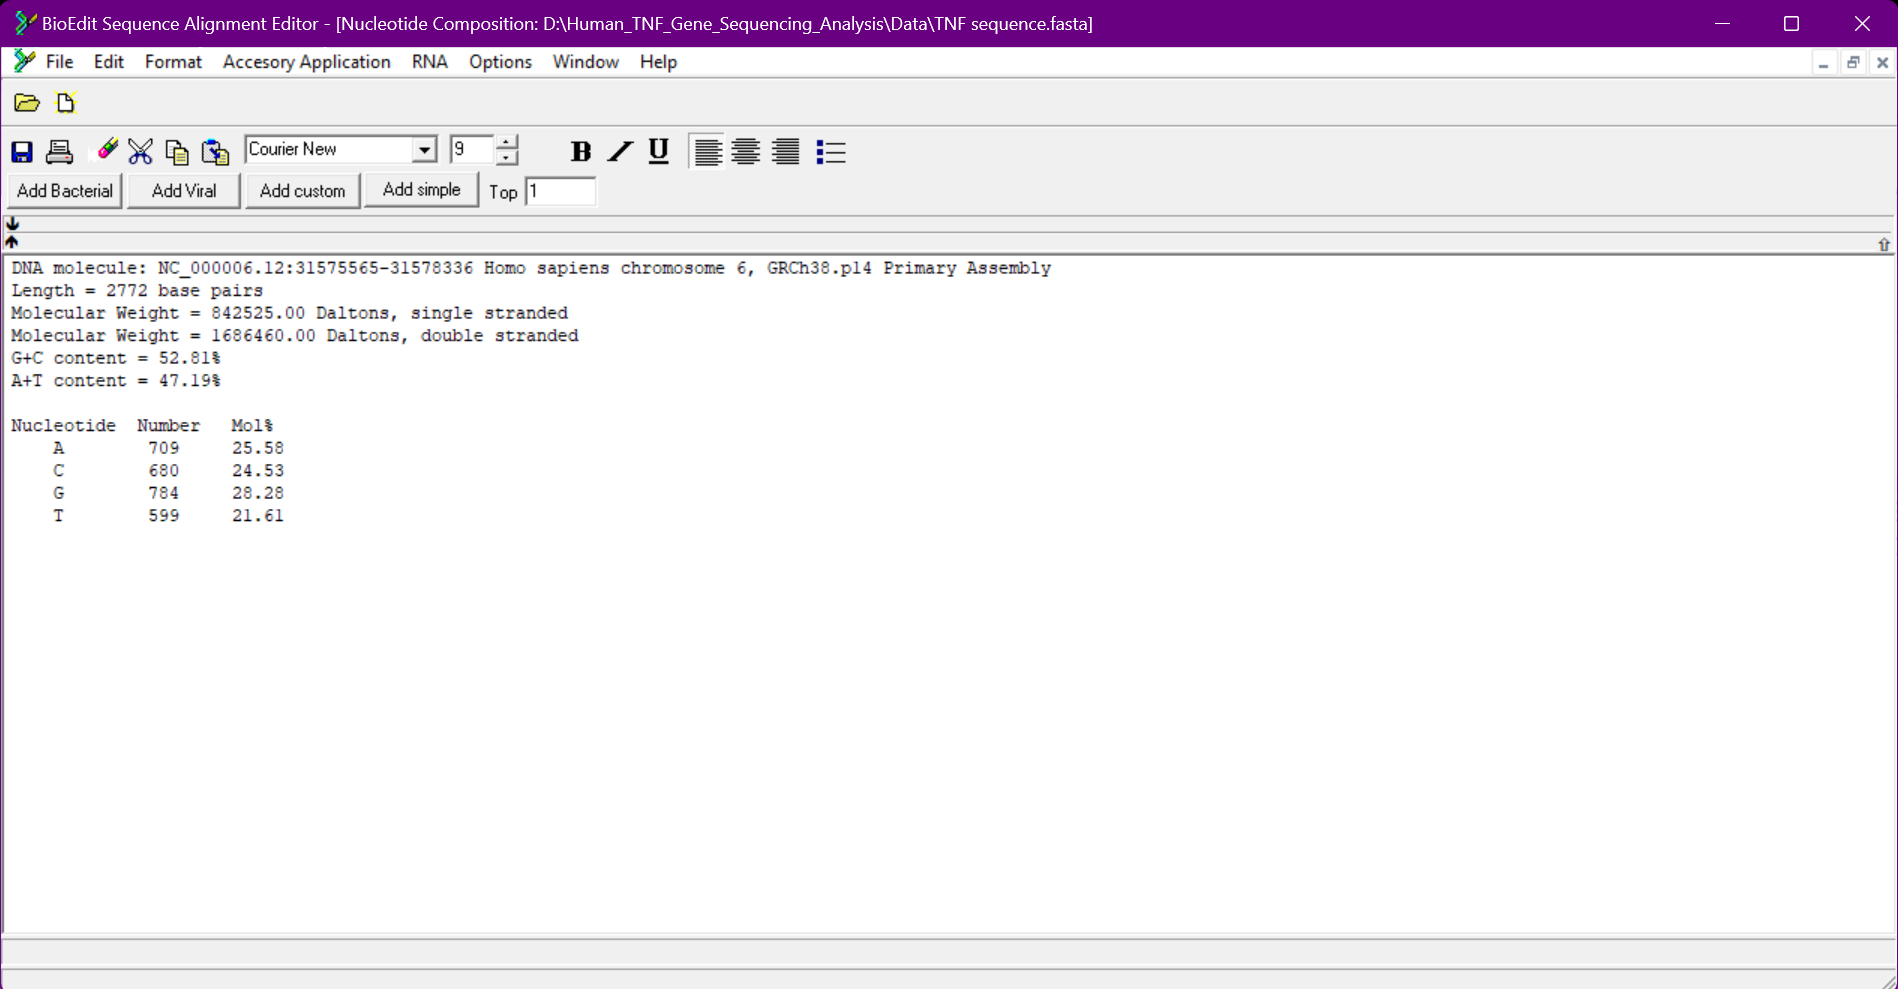 BioEdit Sequence Alignment Editor - [Nucleotide Composition: D:\Human_TNF_Gene_Sequencing_Analysis\Data\TNF sequence.fasta]
File Edit Format Accesory Application RNA Options Window Help
Courier New 9 B I U
Add Bacterial Add Viral Add custom Add simple Top 1
DNA molecule: NC_000006.12:31575565-31578336 Homo sapiens chromosome 6, GRCh38.p14 Primary Assembly
Length = 2772 base pairs
Molecular Weight = 842525.00 Daltons, single stranded
Molecular Weight = 1686460.00 Daltons, double stranded
G+C content = 52.81%
A+T content = 47.19%
Nucleotide Number Mol%
A 709 25.58
C 680 24.53
G 784 28.28
T 599 21.61